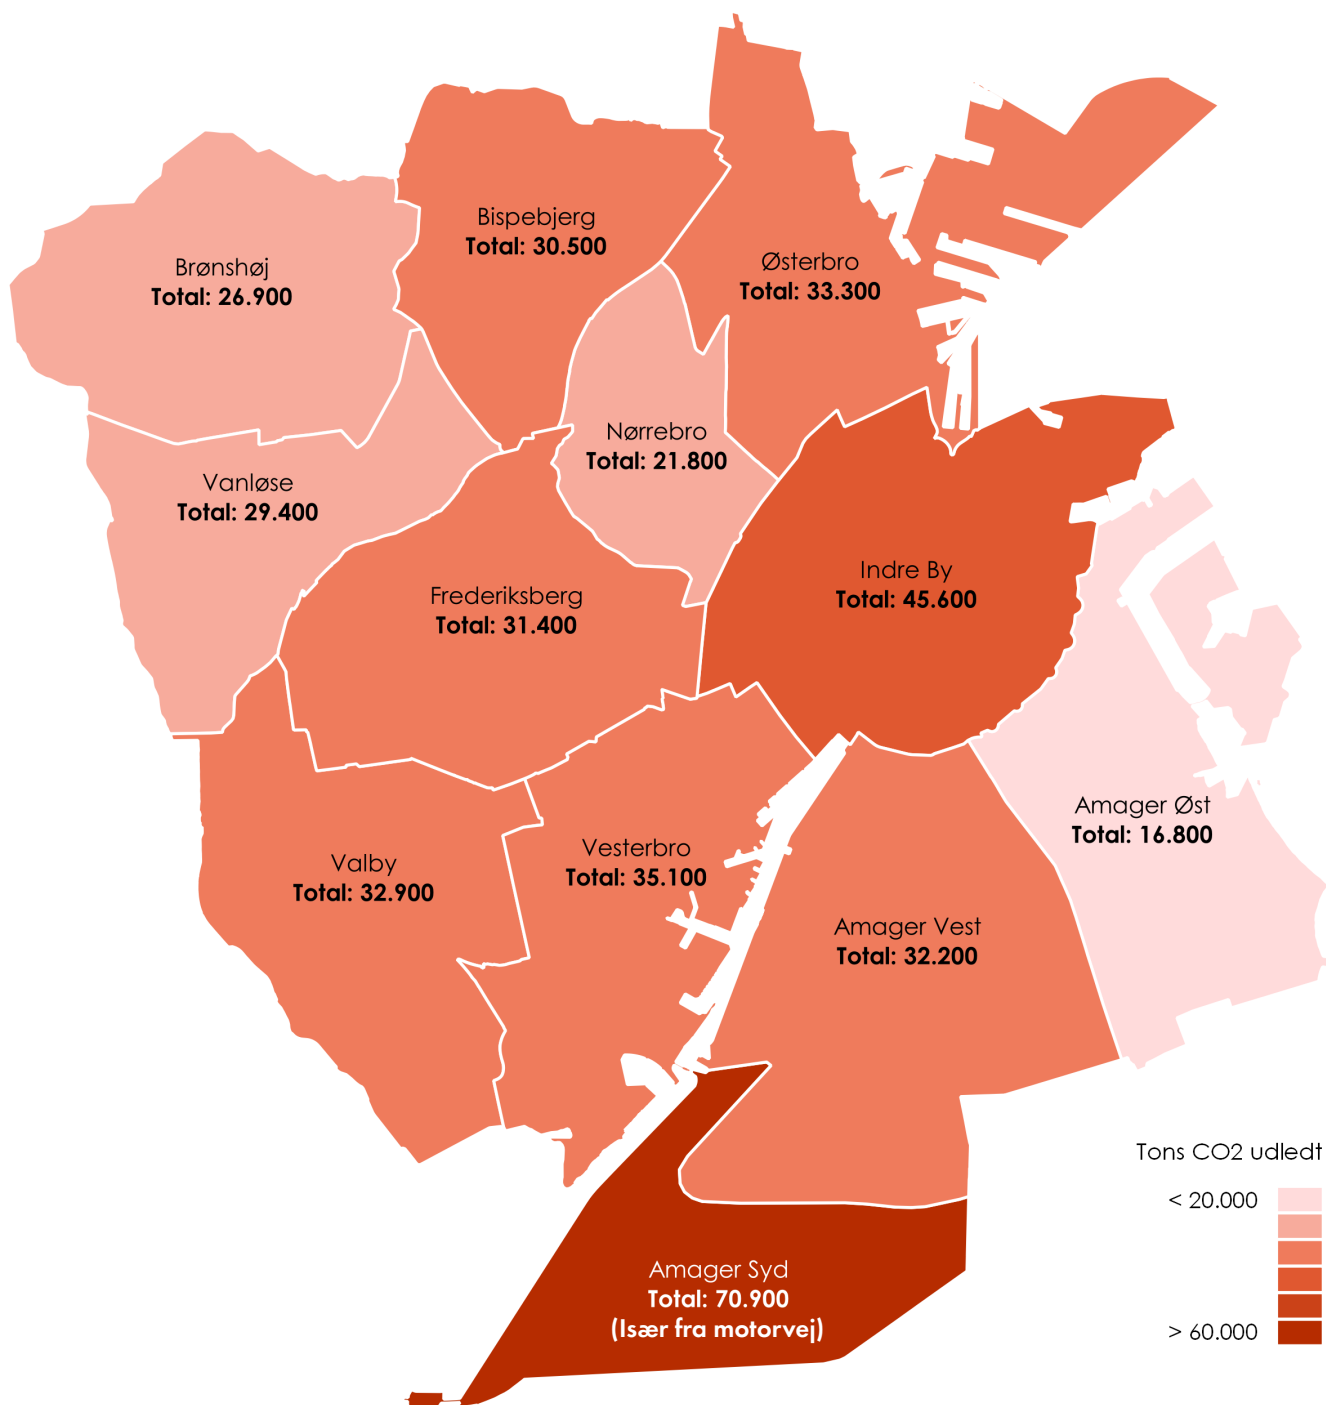 Bispebjerg
Total: 30.500
Brønshøj
Total: 26.900
Østerbro
Total: 33.300
Nørrebro
Total: 21.800
Vanløse
Total: 29.400
Indre By
Total: 45.600
Frederiksberg
Total: 31.400
Amager Øst
Total: 16.800
Vesterbro
Total: 35.100
Valby
Total: 32.900
Amager Vest
Total: 32.200
Tons CO2 udledt
< 20.000
> 60.000
Amager Syd
Total: 70.900
(Især fra motorvej)